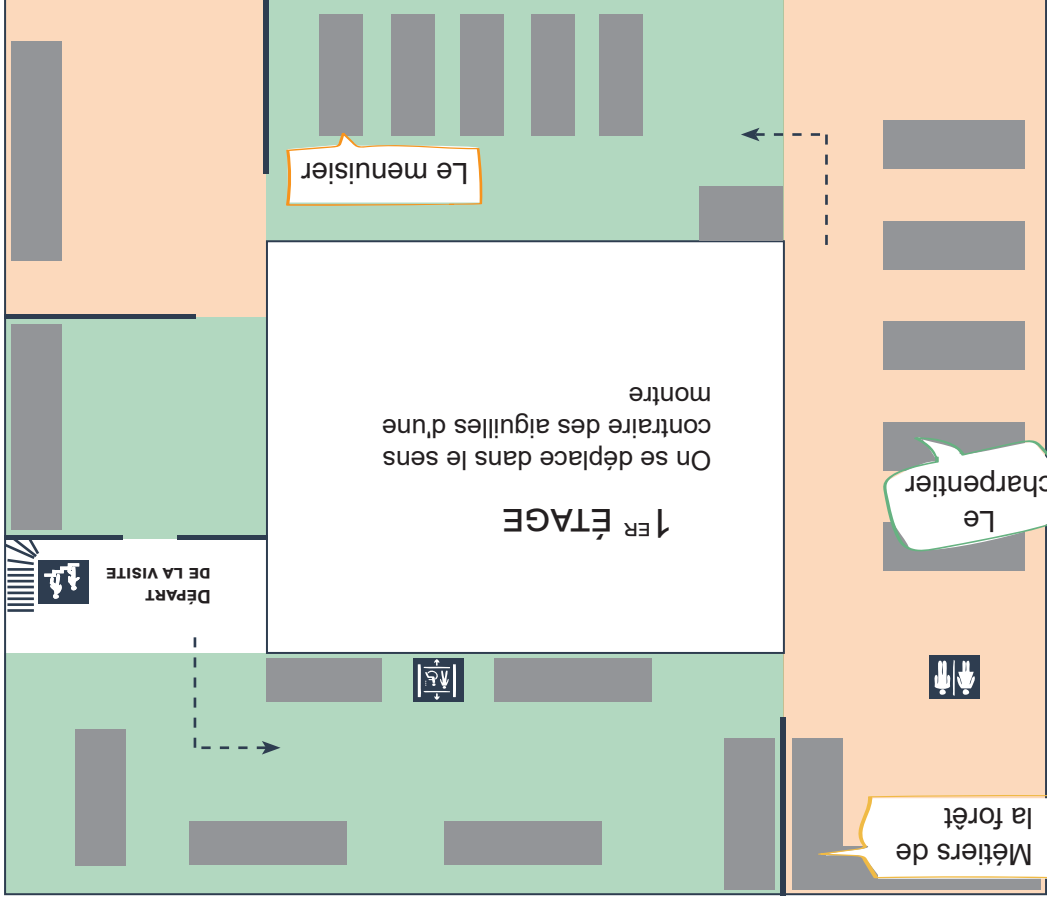 Métiers de
la forêt
DÉPART
DE LA VISITE
Le
charpentier
1ER ÉTAGE
On se déplace dans le sens
contraire des aiguilles d'une
montre
Le menuisier